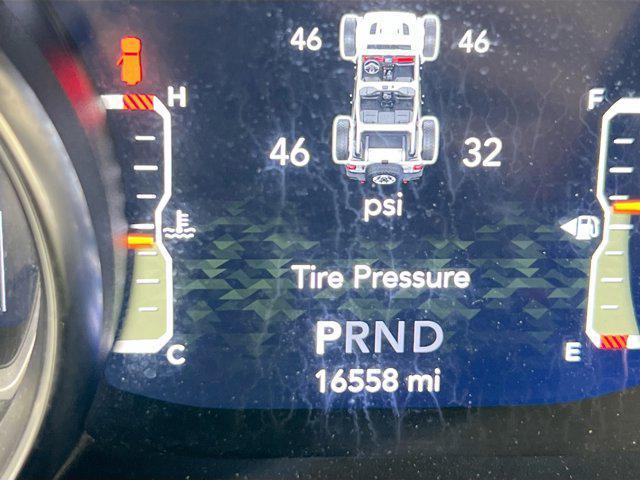 46 46
46 32
psi
H F
Tire Pressure
PRND
C E
16558 mi